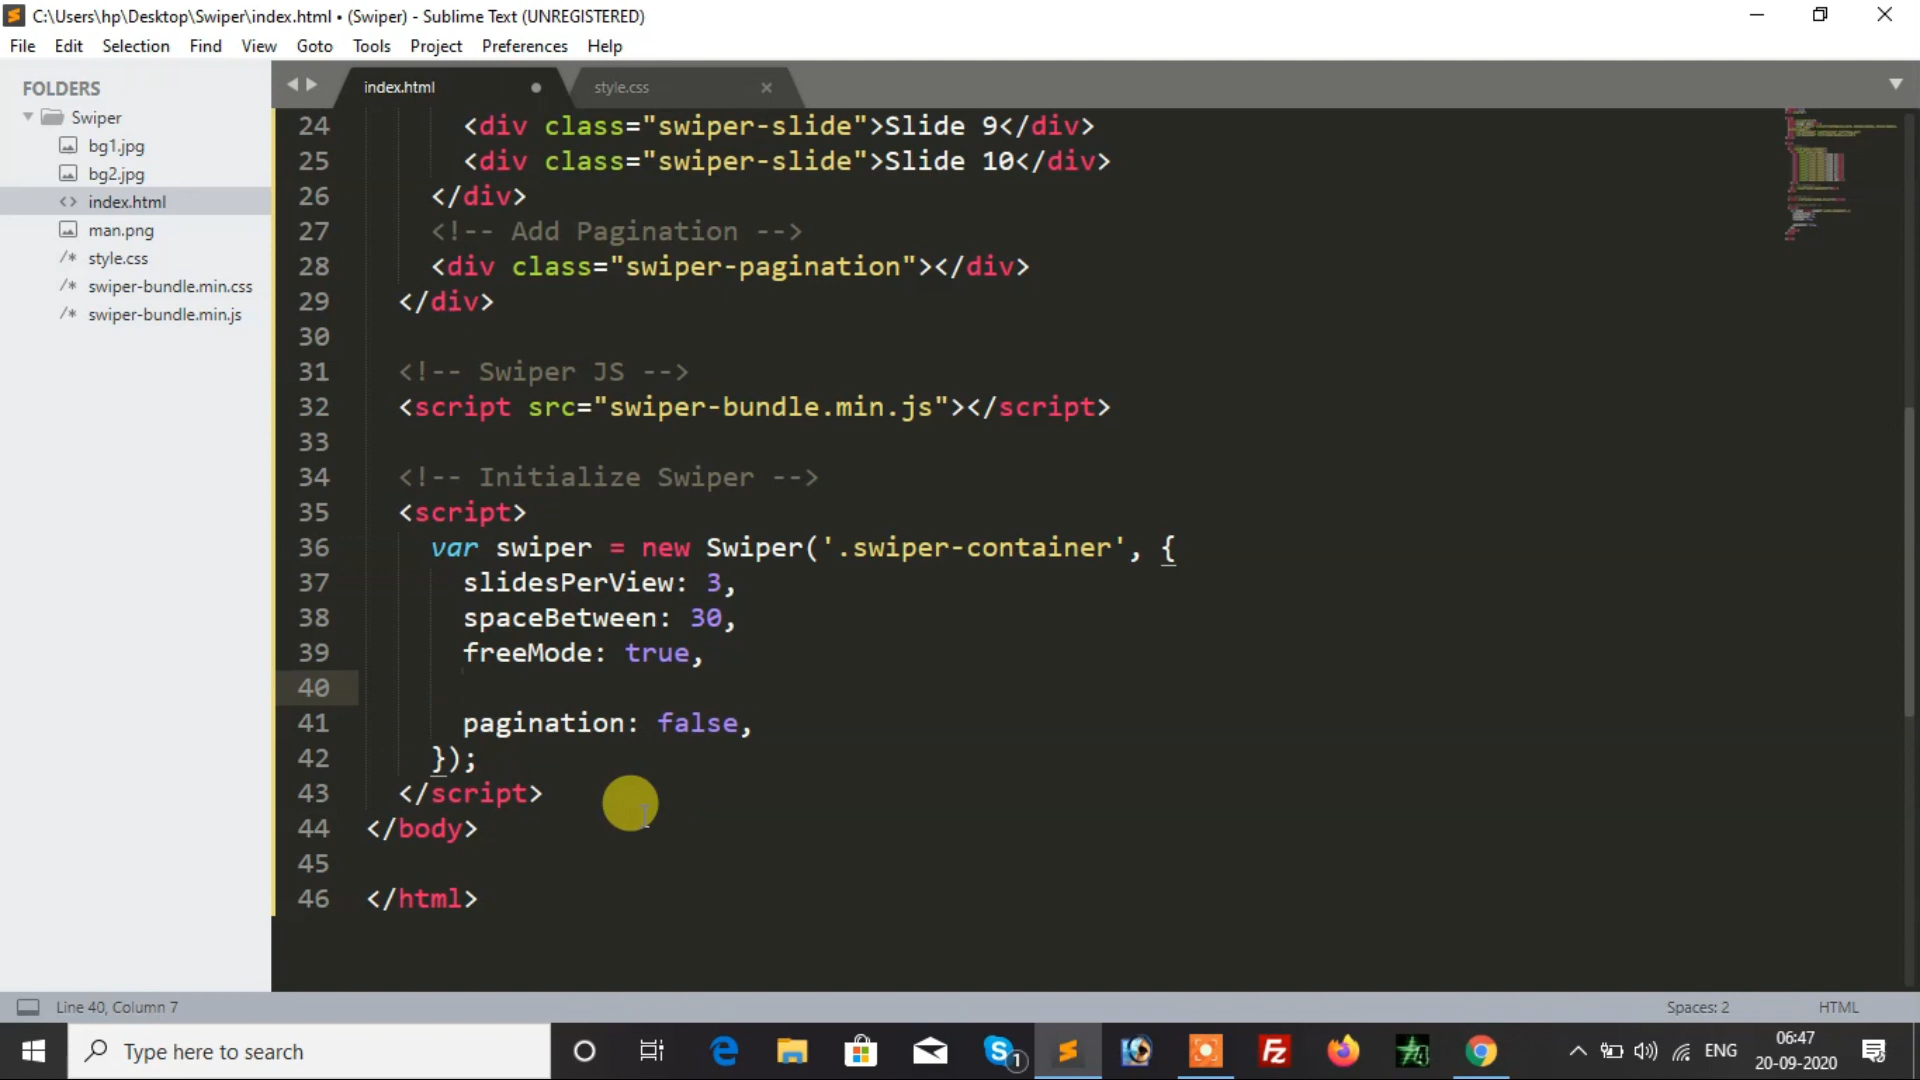 C:\Users\hp\Desktop\Swiper\index.html • (Swiper) - Sublime Text (UNREGISTERED)
File Edit Selection Find View Goto Tools Project Preferences Help
FOLDERS
Swiper
bg1.jpg
bg2.jpg
<> index.html
man.png
/* style.css
/* swiper-bundle.min.css
/* swiper-bundle.min.js
index.html
style.css
24 <div class="swiper-slide">Slide 9</div>
25 <div class="swiper-slide">Slide 10</div>
26 </div>
27 <!-- Add Pagination -->
28 <div class="swiper-pagination"></div>
29 </div>
30
31 <!-- Swiper JS -->
32 <script src="swiper-bundle.min.js"></script>
33
34 <!-- Initialize Swiper -->
35 <script>
36 var swiper = new Swiper('.swiper-container', {
37 slidesPerView: 3,
38 spaceBetween: 30,
39 freeMode: true,
40
41 pagination: false,
42 });
43 </script>
44 </body>
45
46 </html>
Line 40, Column 7
Spaces: 2
HTML
Type here to search
S 1
Fz
ENG
06:47
20-09-2020